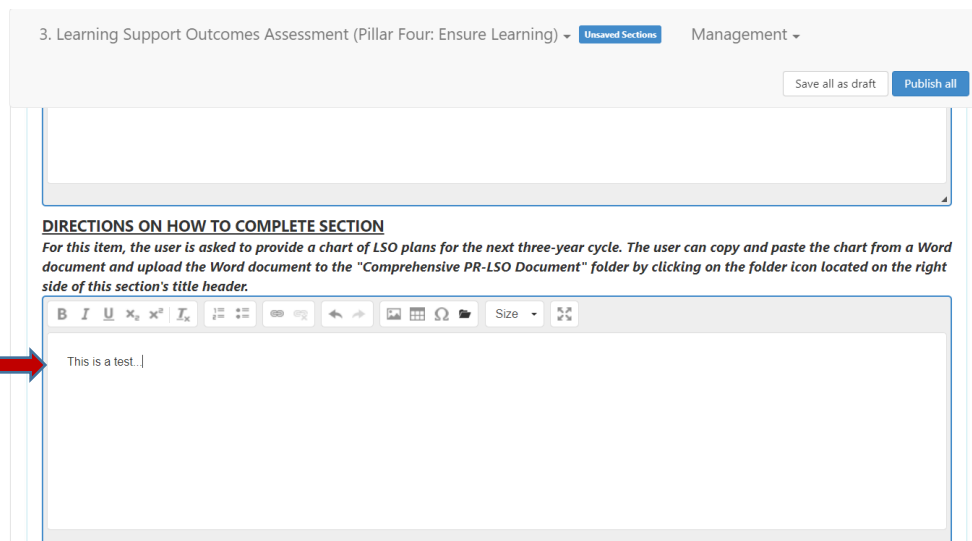 3. Learning Support Outcomes Assessment (Pillar Four: Ensure Learning) Unsaved Sections Management
Save all as draft Publish all
DIRECTIONS ON HOW TO COMPLETE SECTION
For this item, the user is asked to provide a chart of LSO plans for the next three-year cycle. The user can copy and paste the chart from a Word
document and upload the Word document to the "Comprehensive PR-LSO Document" folder by clicking on the folder icon located on the right
side of this section's title header.
B I U x₂ x² Tx Ω Size
This is a test...